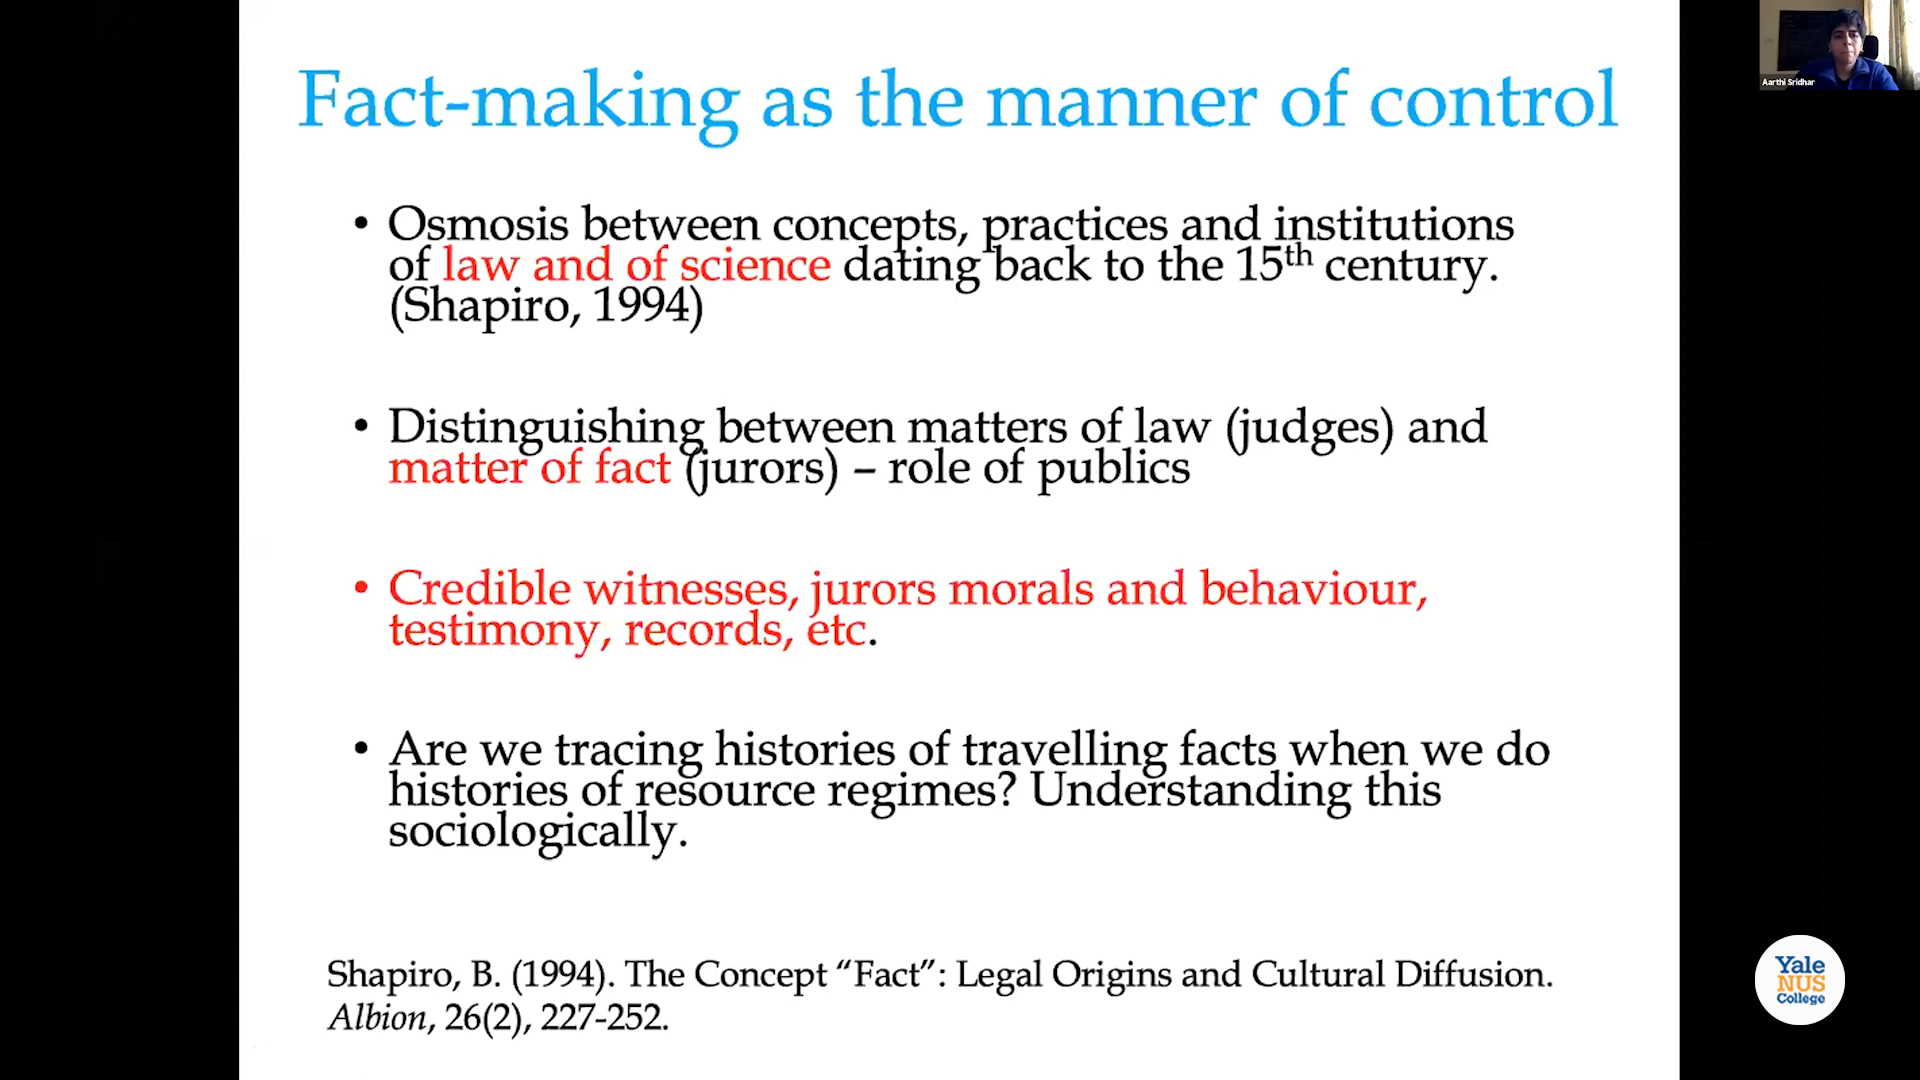 Fact-making as the manner of control
• Osmosis between concepts, practices and institutions
of law and of science dating back to the 15th century.
(Shapiro, 1994)
• Distinguishing between matters of law (judges) and
matter of fact (jurors) – role of publics
• Credible witnesses, jurors morals and behaviour,
testimony, records, etc.
• Are we tracing histories of travelling facts when we do
histories of resource regimes? Understanding this
sociologically.
Shapiro, B. (1994). The Concept “Fact”: Legal Origins and Cultural Diffusion.
Albion, 26(2), 227-252.
Aarthi Sridhar
Yale
NUS
College